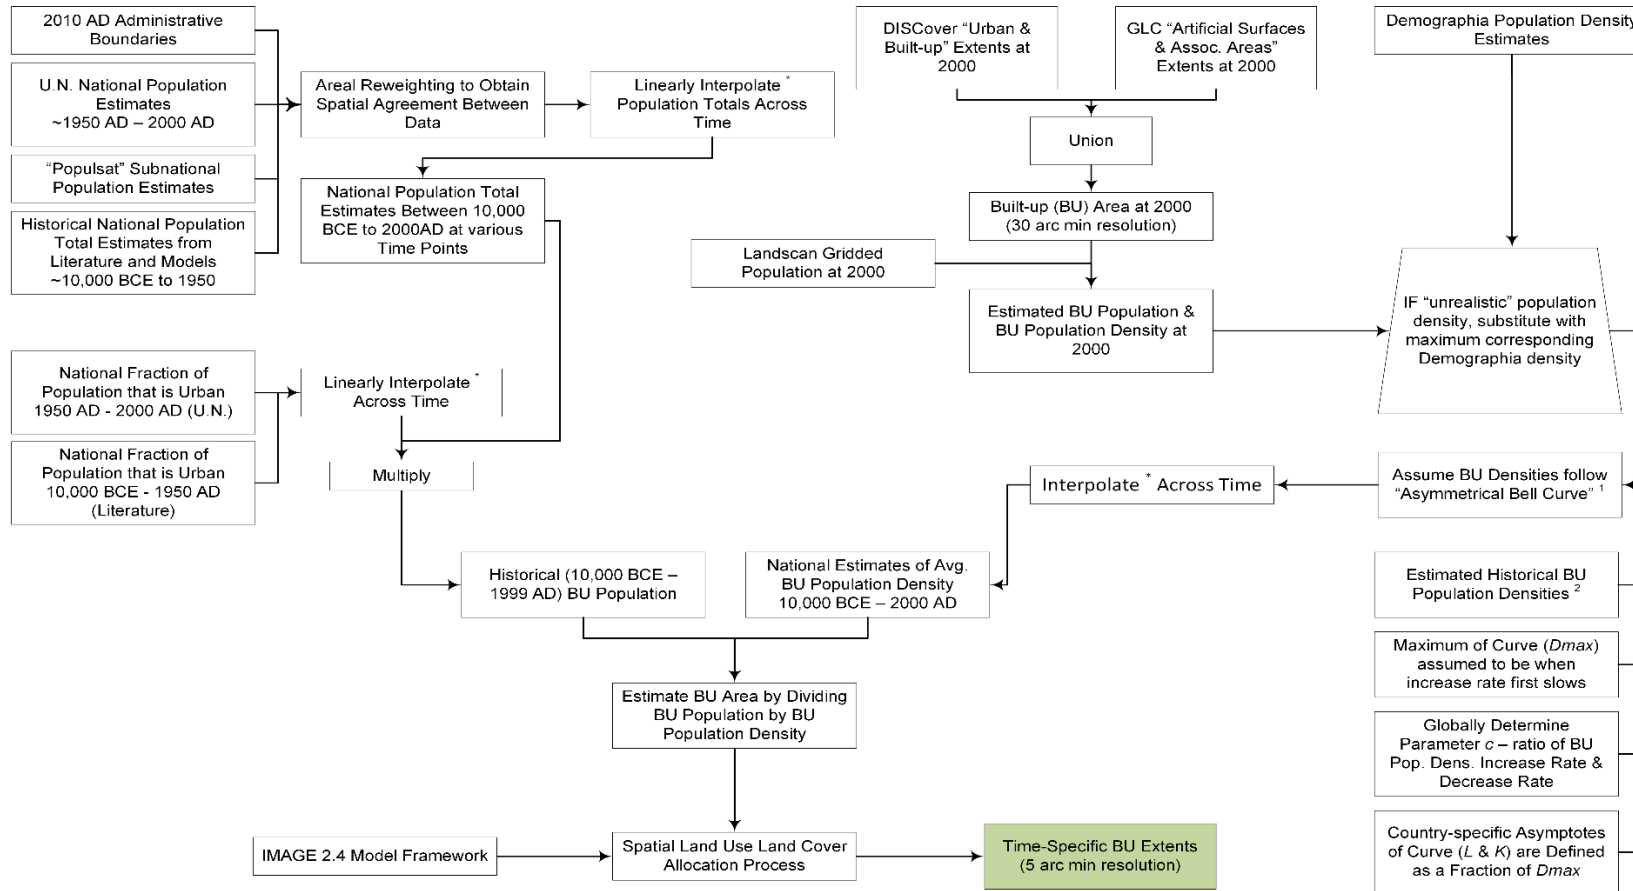 2010 AD Administrative
Boundaries
U.N. National Population
Estimates
~1950 AD – 2000 AD
“Populsat” Subnational
Population Estimates
Historical National Population
Total Estimates from
Literature and Models
~10,000 BCE to 1950
Areal Reweighting to Obtain
Spatial Agreement Between
Data
Linearly Interpolate *
Population Totals Across
Time
National Population Total
Estimates Between 10,000
BCE to 2000AD at various
Time Points
National Fraction of
Population that is Urban
1950 AD - 2000 AD (U.N.)
National Fraction of
Population that is Urban
10,000 BCE - 1950 AD
(Literature)
Linearly Interpolate *
Across Time
Multiply
DISCover “Urban &
Built-up” Extents at
2000
GLC “Artificial Surfaces
& Assoc. Areas”
Extents at 2000
Union
Built-up (BU) Area at 2000
(30 arc min resolution)
Landscan Gridded
Population at 2000
Estimated BU Population &
BU Population Density at
2000
Demographia Population Density
Estimates
IF “unrealistic” population
density, substitute with
maximum corresponding
Demographia density
Assume BU Densities follow
“Asymmetrical Bell Curve” 1
Interpolate * Across Time
Estimated Historical BU
Population Densities 2
Maximum of Curve (Dmax)
assumed to be when
increase rate first slows
Globally Determine
Parameter c – ratio of BU
Pop. Dens. Increase Rate &
Decrease Rate
Country-specific Asymptotes
of Curve (L & K) are Defined
as a Fraction of Dmax
Historical (10,000 BCE –
1999 AD) BU Population
National Estimates of Avg.
BU Population Density
10,000 BCE – 2000 AD
Estimate BU Area by Dividing
BU Population by BU
Population Density
IMAGE 2.4 Model Framework
Spatial Land Use Land Cover
Allocation Process
Time-Specific BU Extents
(5 arc min resolution)